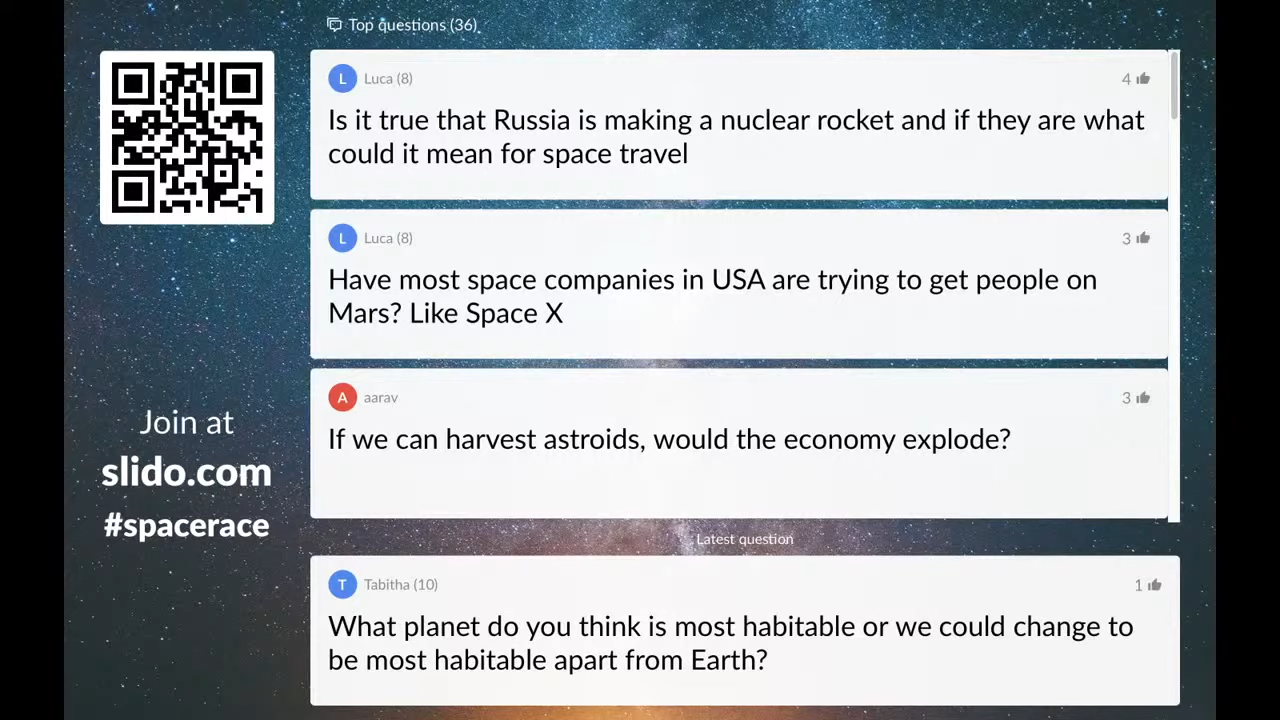 Top questions (36)
L Luca (8) 4
Is it true that Russia is making a nuclear rocket and if they are what
could it mean for space travel
L Luca (8) 3
Have most space companies in USA are trying to get people on
Mars? Like Space X
A aarav 3
If we can harvest astroids, would the economy explode?
Join at
slido.com
#spacerace
Latest question
T Tabitha (10) 1
What planet do you think is most habitable or we could change to
be most habitable apart from Earth?